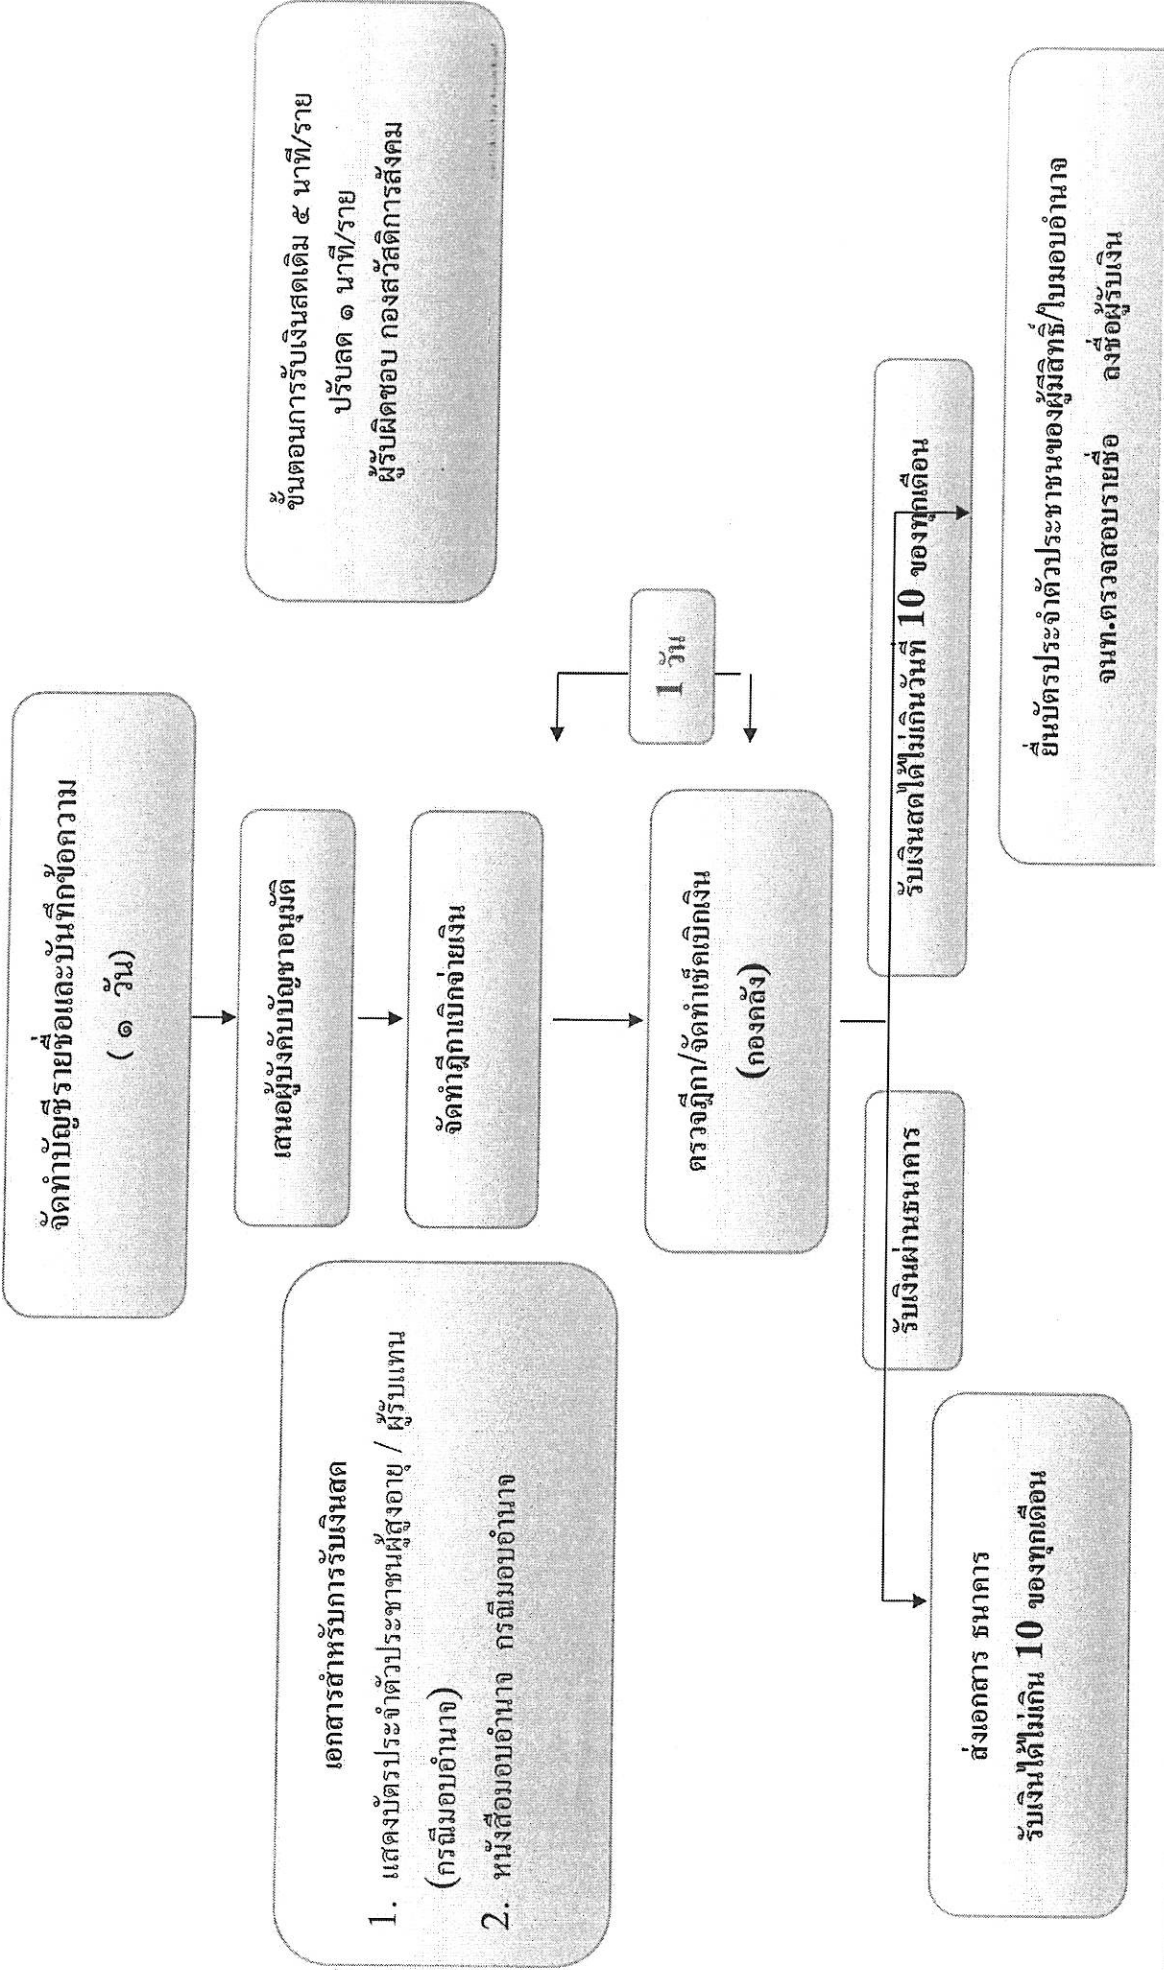 จัดทำบัญชีรายชื่อและบันทึกข้อความ
( ๑ วัน)
เสนอผู้บังคับบัญชาอนุมัติ
จัดทำฎีกาเบิกจ่ายเงิน
เอกสารสำหรับการรับเงินสด
1. แสดงบัตรประจำตัวประชาชนผู้สูงอายุ / ผู้รับแทน
(กรณีมอบอำนาจ)
2. หนังสือมอบอำนาจ กรณีมอบอำนาจ
ขั้นตอนการรับเงินสดเดิม ๕ นาที/ราย
ปรับลด ๑ นาที/ราย
ผู้รับผิดชอบ กองสวัสดิการสังคม
1 วัน
ตรวจฎีกา/จัดทำเช็คเบิกเงิน
(กองคลัง)
รับเงินผ่านธนาคาร
รับเงินสดได้ไม่เกินวันที่ 10 ของทุกเดือน
ส่งเอกสาร ธนาคาร
รับเงินได้ไม่เกิน 10 ของทุกเดือน
ยื่นบัตรประจำตัวประชาชนของผู้มีสิทธิ์/ใบมอบอำนาจ
จนท.ตรวจสอบรายชื่อ ลงชื่อผู้รับเงิน